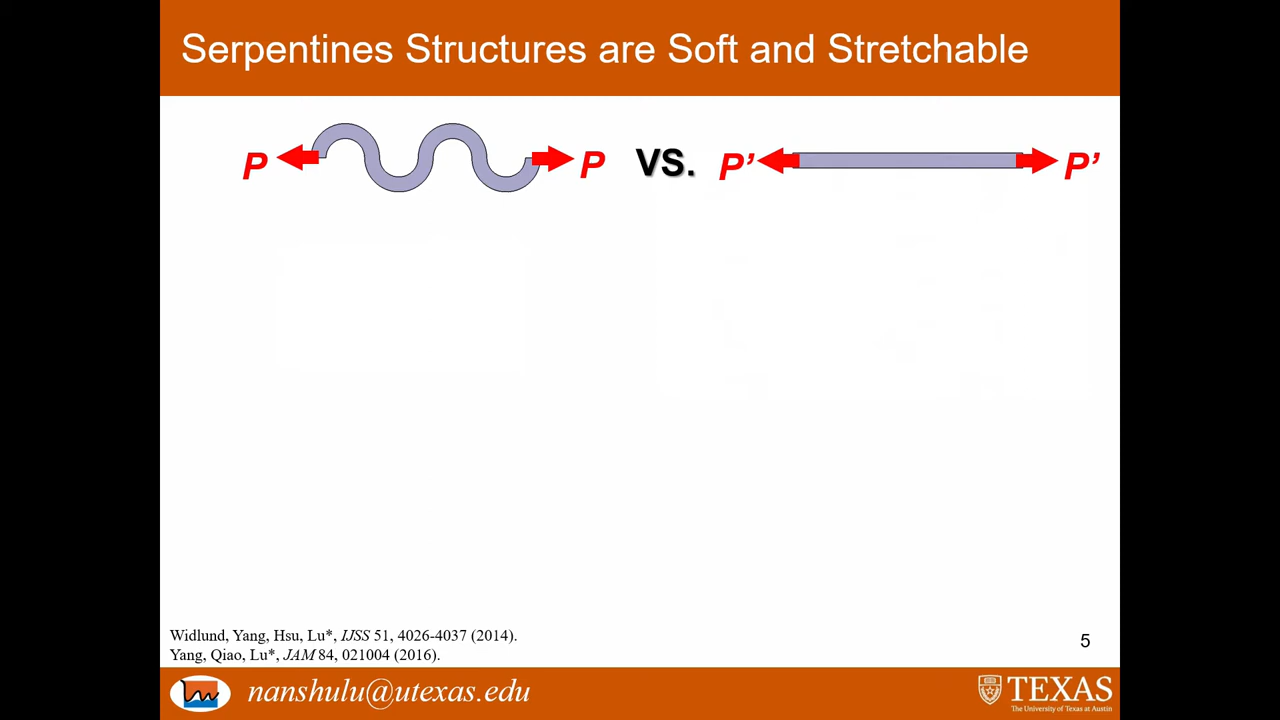 Serpentines Structures are Soft and Stretchable
P P VS. P’ P’
Widlund, Yang, Hsu, Lu*, IJSS 51, 4026-4037 (2014).
Yang, Qiao, Lu*, JAM 84, 021004 (2016).
5
nanshulu@utexas.edu
TEXAS
The University of Texas at Austin